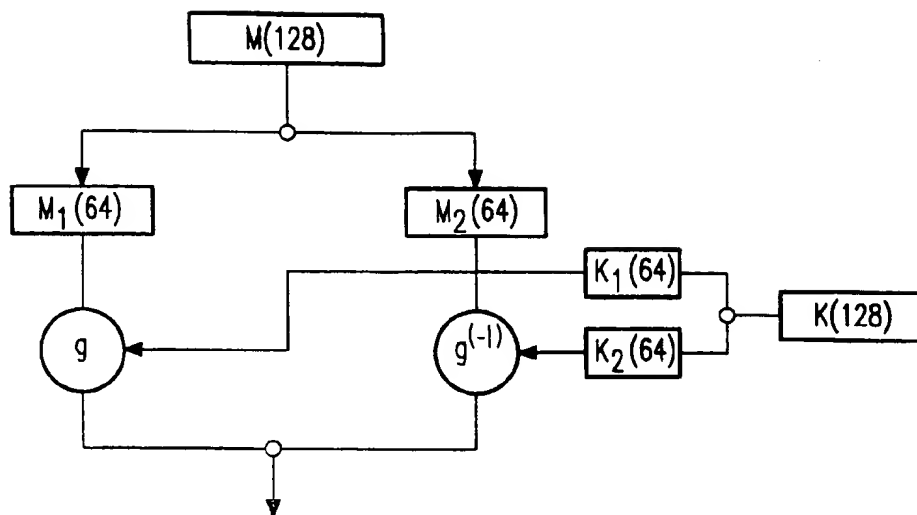 M(128)
M₁(64)
M₂(64)
K₁(64)
K(128)
g
g⁽⁻¹⁾
K₂(64)